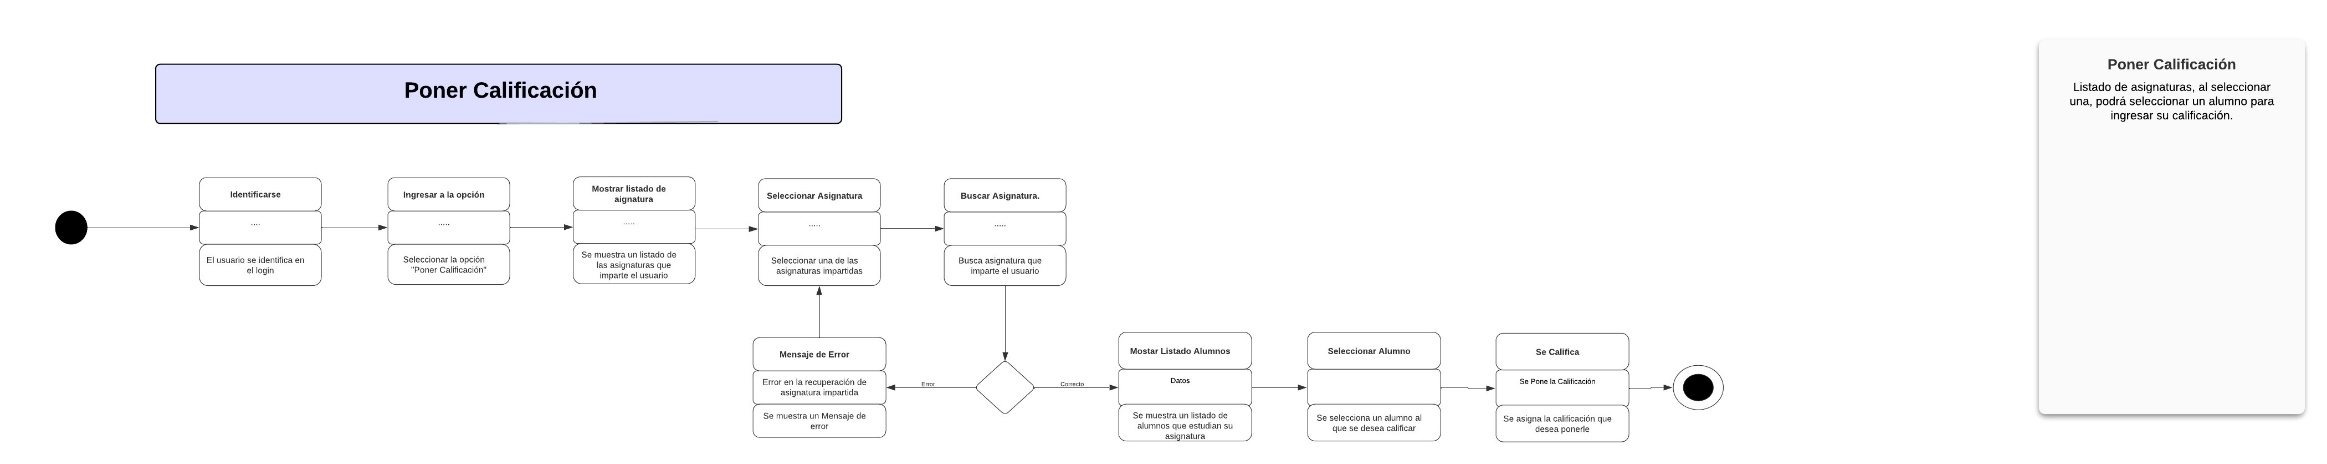 Poner Calificación
Poner Calificación
Listado de asignaturas, al seleccionar
una, podrá seleccionar un alumno para
ingresar su calificación.
Identificarse
....
El usuario se identifica en
el login
Ingresar a la opción
.....
Seleccionar la opción
"Poner Calificación"
Mostrar listado de
aignatura
.....
Se muestra un listado de
las asignaturas que
imparte el usuario
Seleccionar Asignatura
.....
Seleccionar una de las
asignaturas impartidas
Buscar Asignatura.
.....
Busca asignatura que
imparte el usuario
Mensaje de Error
Error en la recuperación de
asignatura impartida
Se muestra un Mensaje de
error
Error
Correcto
Mostar Listado Alumnos
Datos
Se muestra un listado de
alumnos que estudian su
asignatura
Seleccionar Alumno
Se selecciona un alumno al
que se desea calificar
Se Califica
Se Pone la Calificación
Se asigna la calificación que
desea ponerle